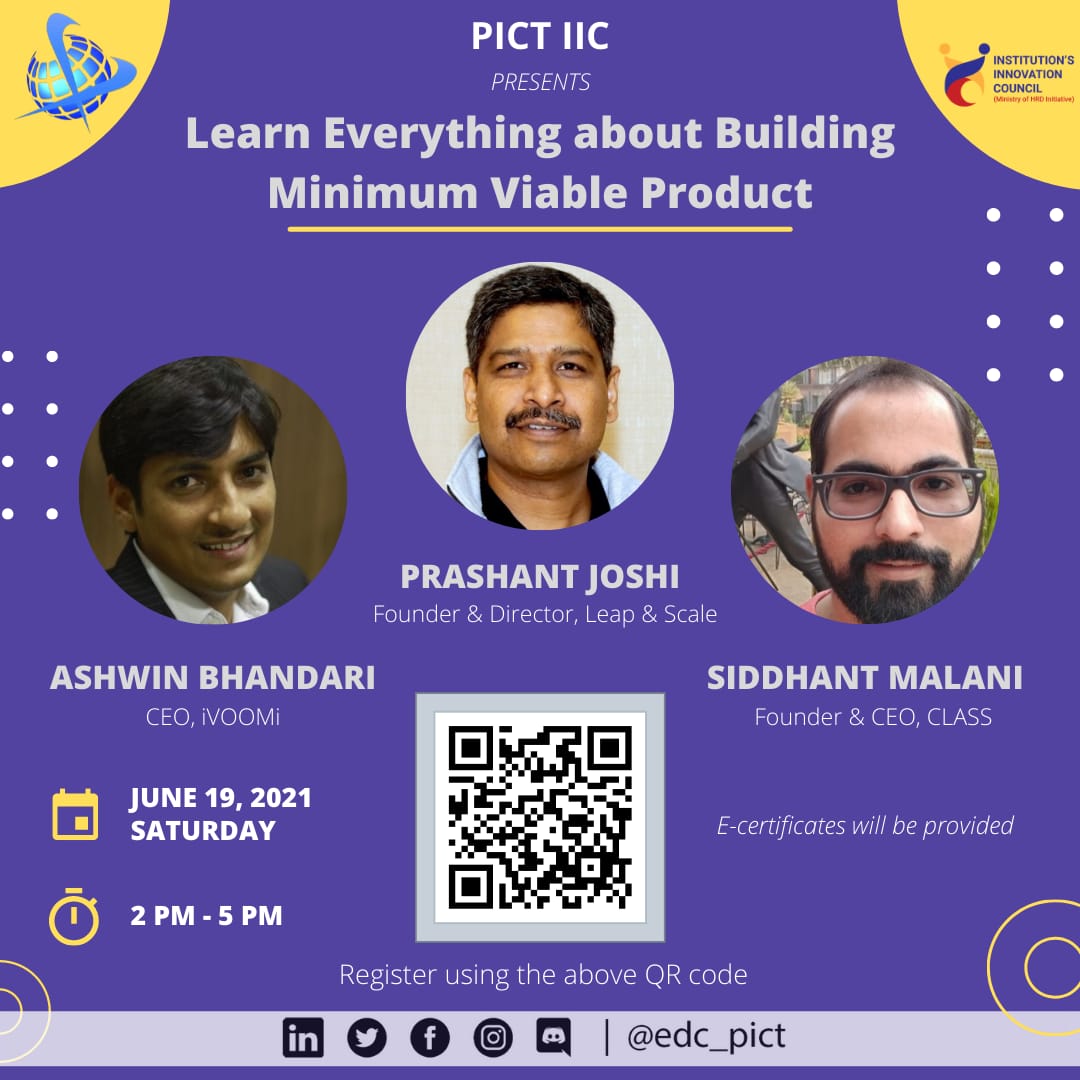 PICT IIC
PRESENTS
Learn Everything about Building
Minimum Viable Product
INSTITUTION'S
INNOVATION
COUNCIL
(Ministry of HRD Initiative)
PRASHANT JOSHI
Founder & Director, Leap & Scale
ASHWIN BHANDARI
CEO, iVOOMi
SIDDHANT MALANI
Founder & CEO, CLASS
JUNE 19, 2021
SATURDAY
2 PM - 5 PM
E-certificates will be provided
Register using the above QR code
| @edc_pict